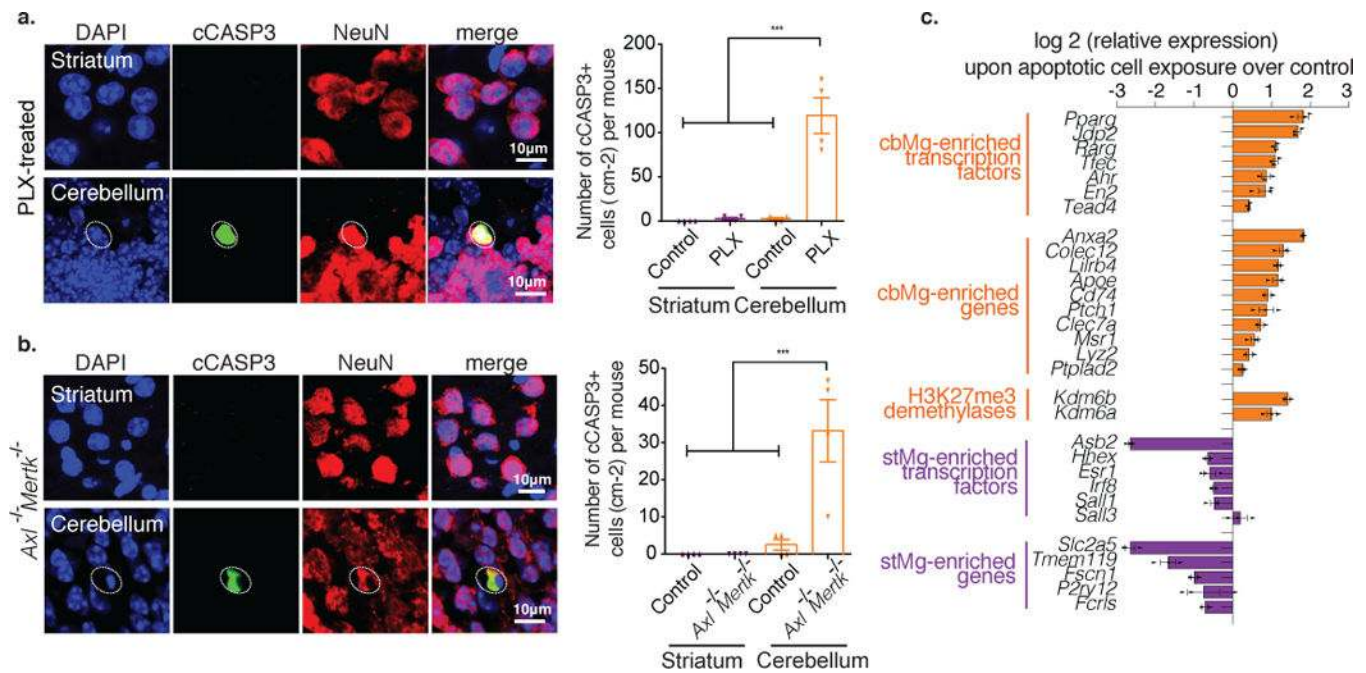 a.
DAPI cCASP3 NeuN merge
PLX-treated
Striatum
10μm
Cerebellum
10μm
Number of cCASP3+
cells (cm-2) per mouse
200
150
100
50
0
***
Control PLX Control PLX
Striatum Cerebellum
b.
DAPI cCASP3 NeuN merge
Axl -/- Mertk -/-
Striatum
10μm
Cerebellum
10μm
Number of cCASP3+
cells (cm-2) per mouse
50
40
30
20
10
0
***
Control Axl -/- Mertk -/- Control Axl -/- Mertk -/-
Striatum Cerebellum
c.
log 2 (relative expression)
upon apoptotic cell exposure over control
-3 -2 -1 0 1 2 3
cbMg-enriched
transcription
factors
Pparg
Jdp2
Rarg
Tfec
Ahr
En2
Tead4
cbMg-enriched
genes
Anxa2
Colec12
Lilrb4
Apoe
Cd74
Ptch1
Clec7a
Msr1
Lyz2
Ptplad2
H3K27me3
demethylases
Kdm6b
Kdm6a
stMg-enriched
transcription
factors
Asb2
Hhex
Esr1
Irf8
Sall1
Sall3
stMg-enriched
genes
Slc2a5
Tmem119
Fscn1
P2ry12
Fcrls